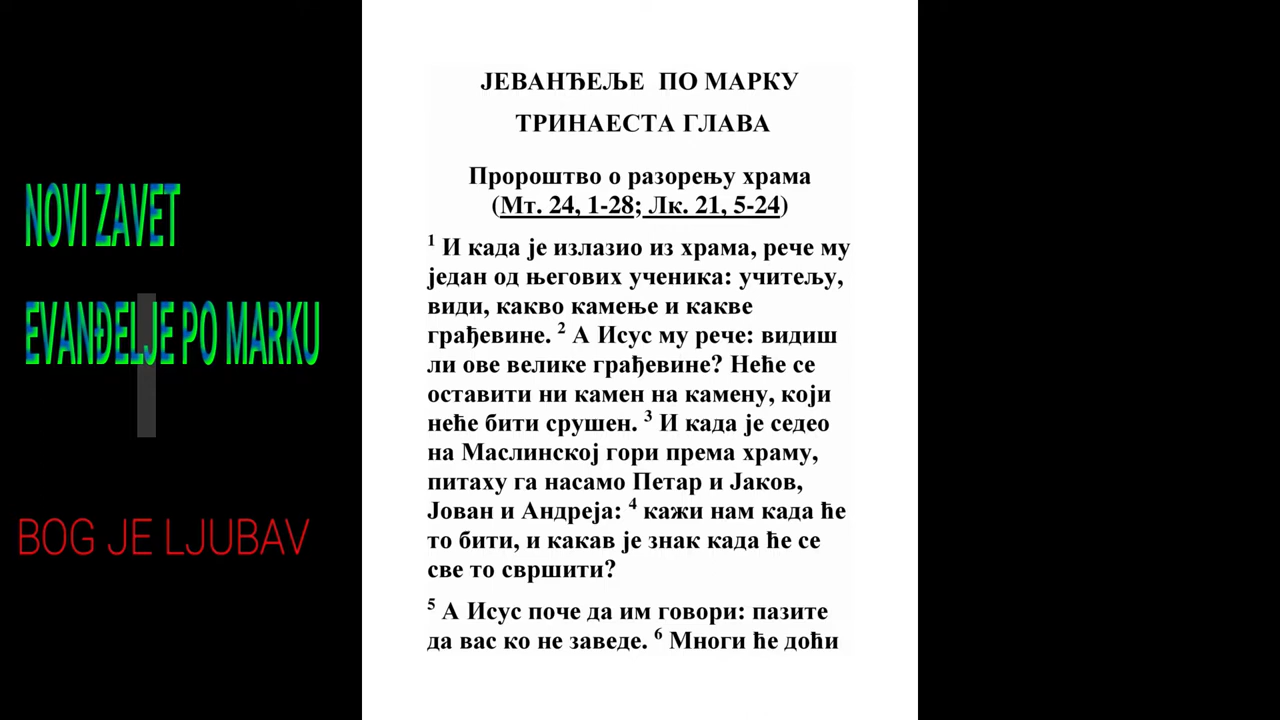 NOVI ZAVET
EVANĐELJE PO MARKU
BOG JE LJUBAV
ЈЕВАНЂЕЉЕ ПО МАРКУ
ТРИНАЕСТА ГЛАВА
Пророштво о разорењу храма
(Мт. 24, 1-28; Лк. 21, 5-24)
1 И када је излазио из храма, рече му
један од његових ученика: учитељу,
види, какво камење и какве
грађевине. 2 А Исус му рече: видиш
ли ове велике грађевине? Неће се
оставити ни камен на камену, који
неће бити срушен. 3 И када је седео
на Маслинској гори према храму,
питаху га насамо Петар и Јаков,
Јован и Андреја: 4 кажи нам када ће
то бити, и какав је знак када ће се
све то свршити?
5 А Исус поче да им говори: пазите
да вас ко не заведе. 6 Многи ће доћи